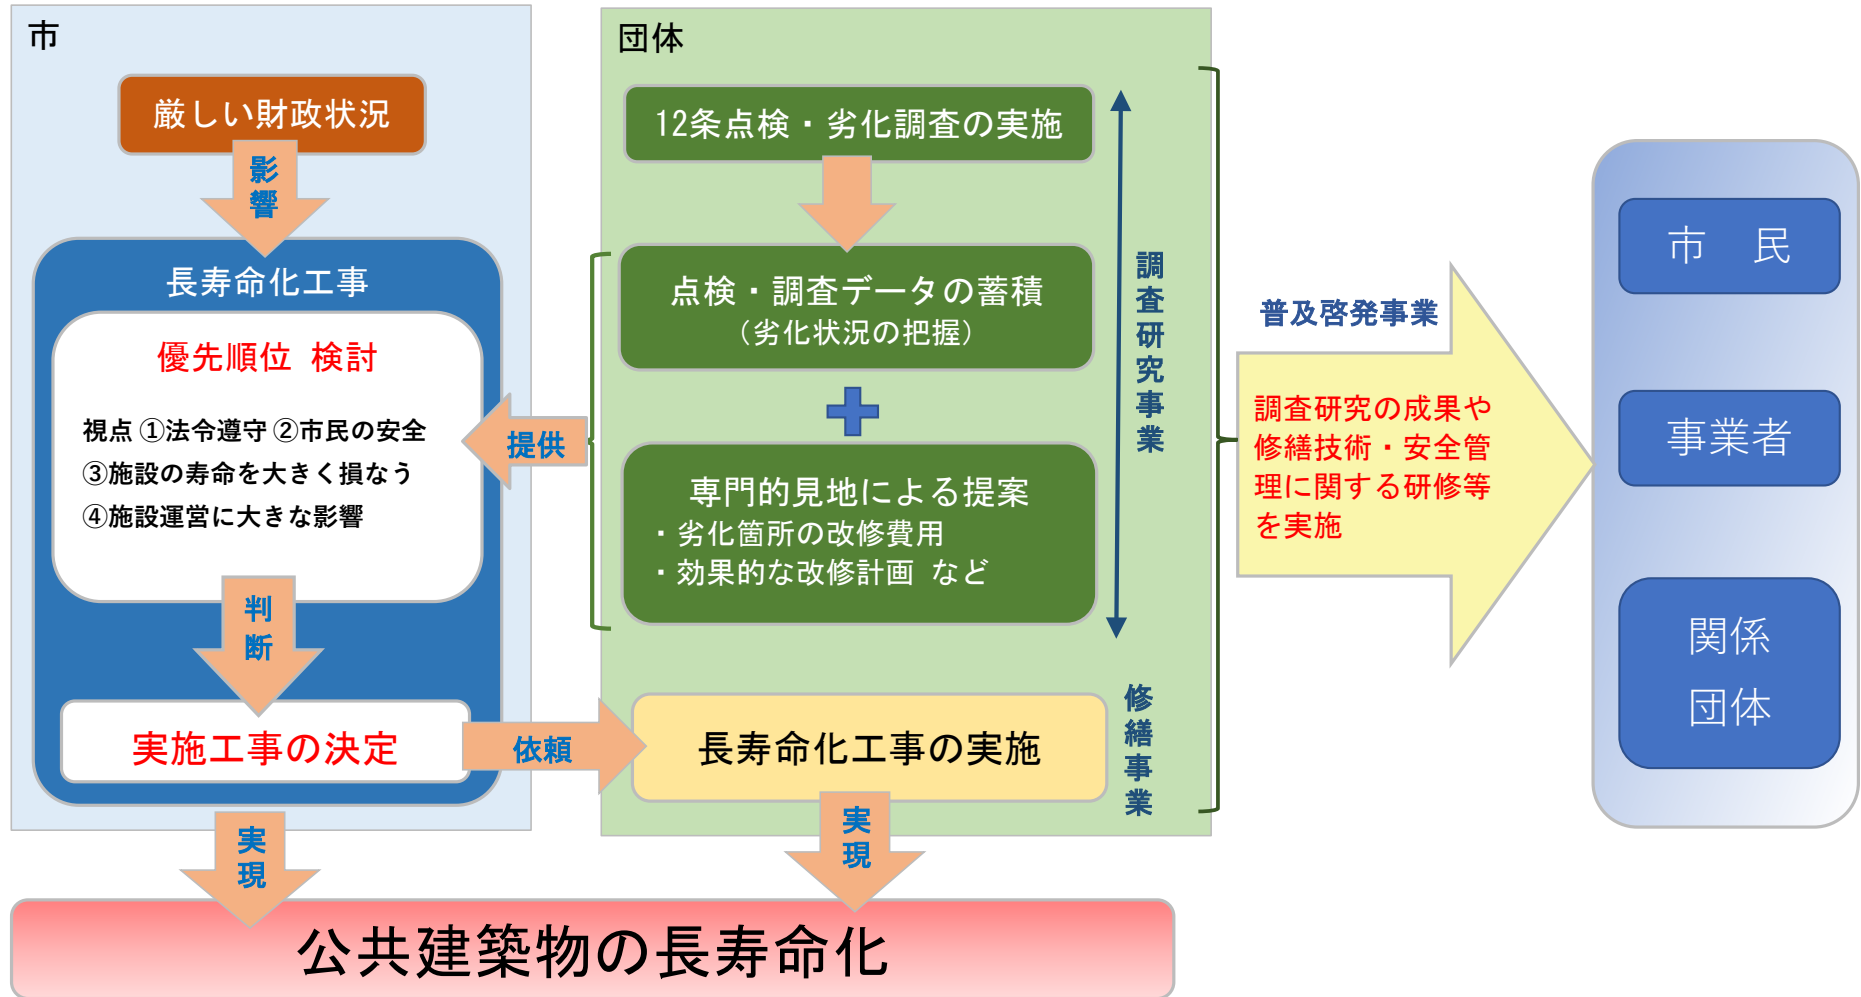 市
厳しい財政状況
影響
長寿命化工事
優先順位 検討
視点 ①法令遵守 ②市民の安全
③施設の寿命を大きく損なう
④施設運営に大きな影響
判断
実施工事の決定
実現
団体
12条点検・劣化調査の実施
点検・調査データの蓄積
（劣化状況の把握）
提供
専門的見地による提案
・劣化箇所の改修費用
・効果的な改修計画 など
調査研究事業
依頼
長寿命化工事の実施
修繕事業
実現
普及啓発事業
調査研究の成果や
修繕技術・安全管
理に関する研修等
を実施
市 民
事業者
関係
団体
公共建築物の長寿命化